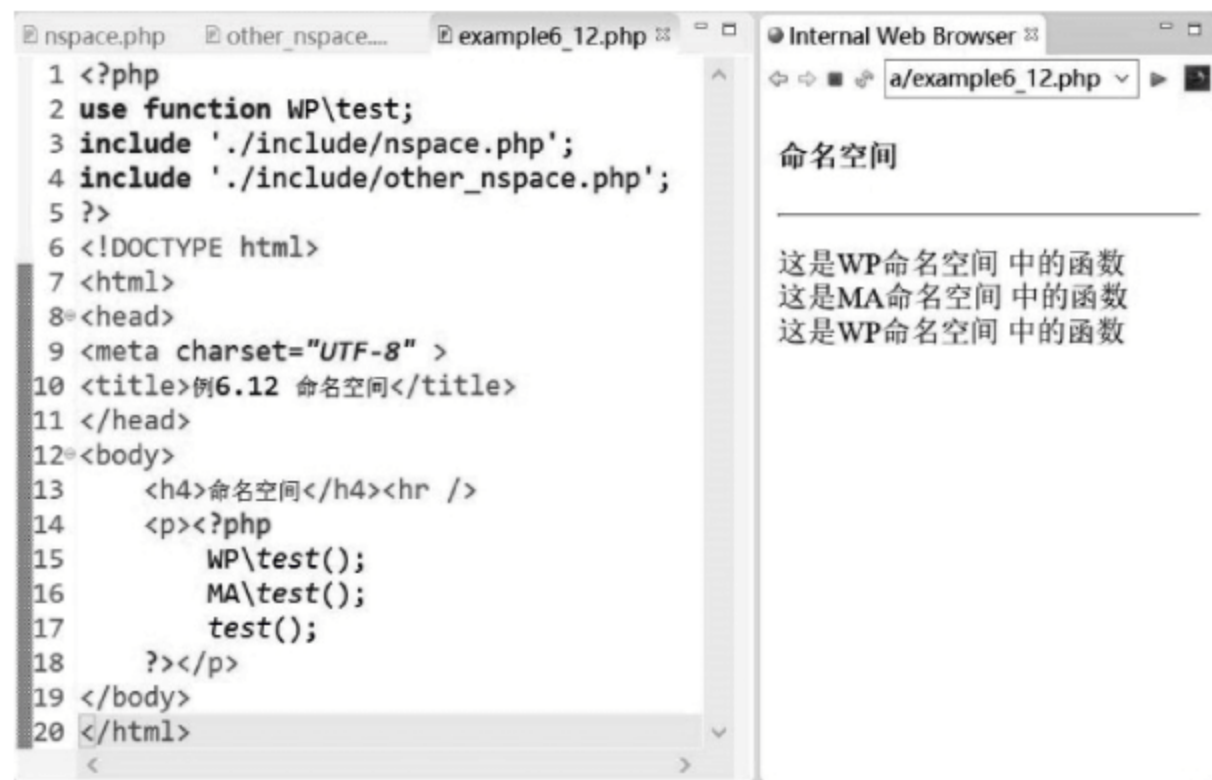 nspace.php other_nspace.... example6_12.php
1 <?php
2 use function WP\test;
3 include './include/nspace.php';
4 include './include/other_nspace.php';
5 ?>
6 <!DOCTYPE html>
7 <html>
8 <head>
9 <meta charset="UTF-8" >
10 <title>例6.12 命名空间</title>
11 </head>
12 <body>
13 <h4>命名空间</h4><hr />
14 <p><?php
15 WP\test();
16 MA\test();
17 test();
18 ?></p>
19 </body>
20 </html>
Internal Web Browser
a/example6_12.php
命名空间
这是WP命名空间 中的函数
这是MA命名空间 中的函数
这是WP命名空间 中的函数